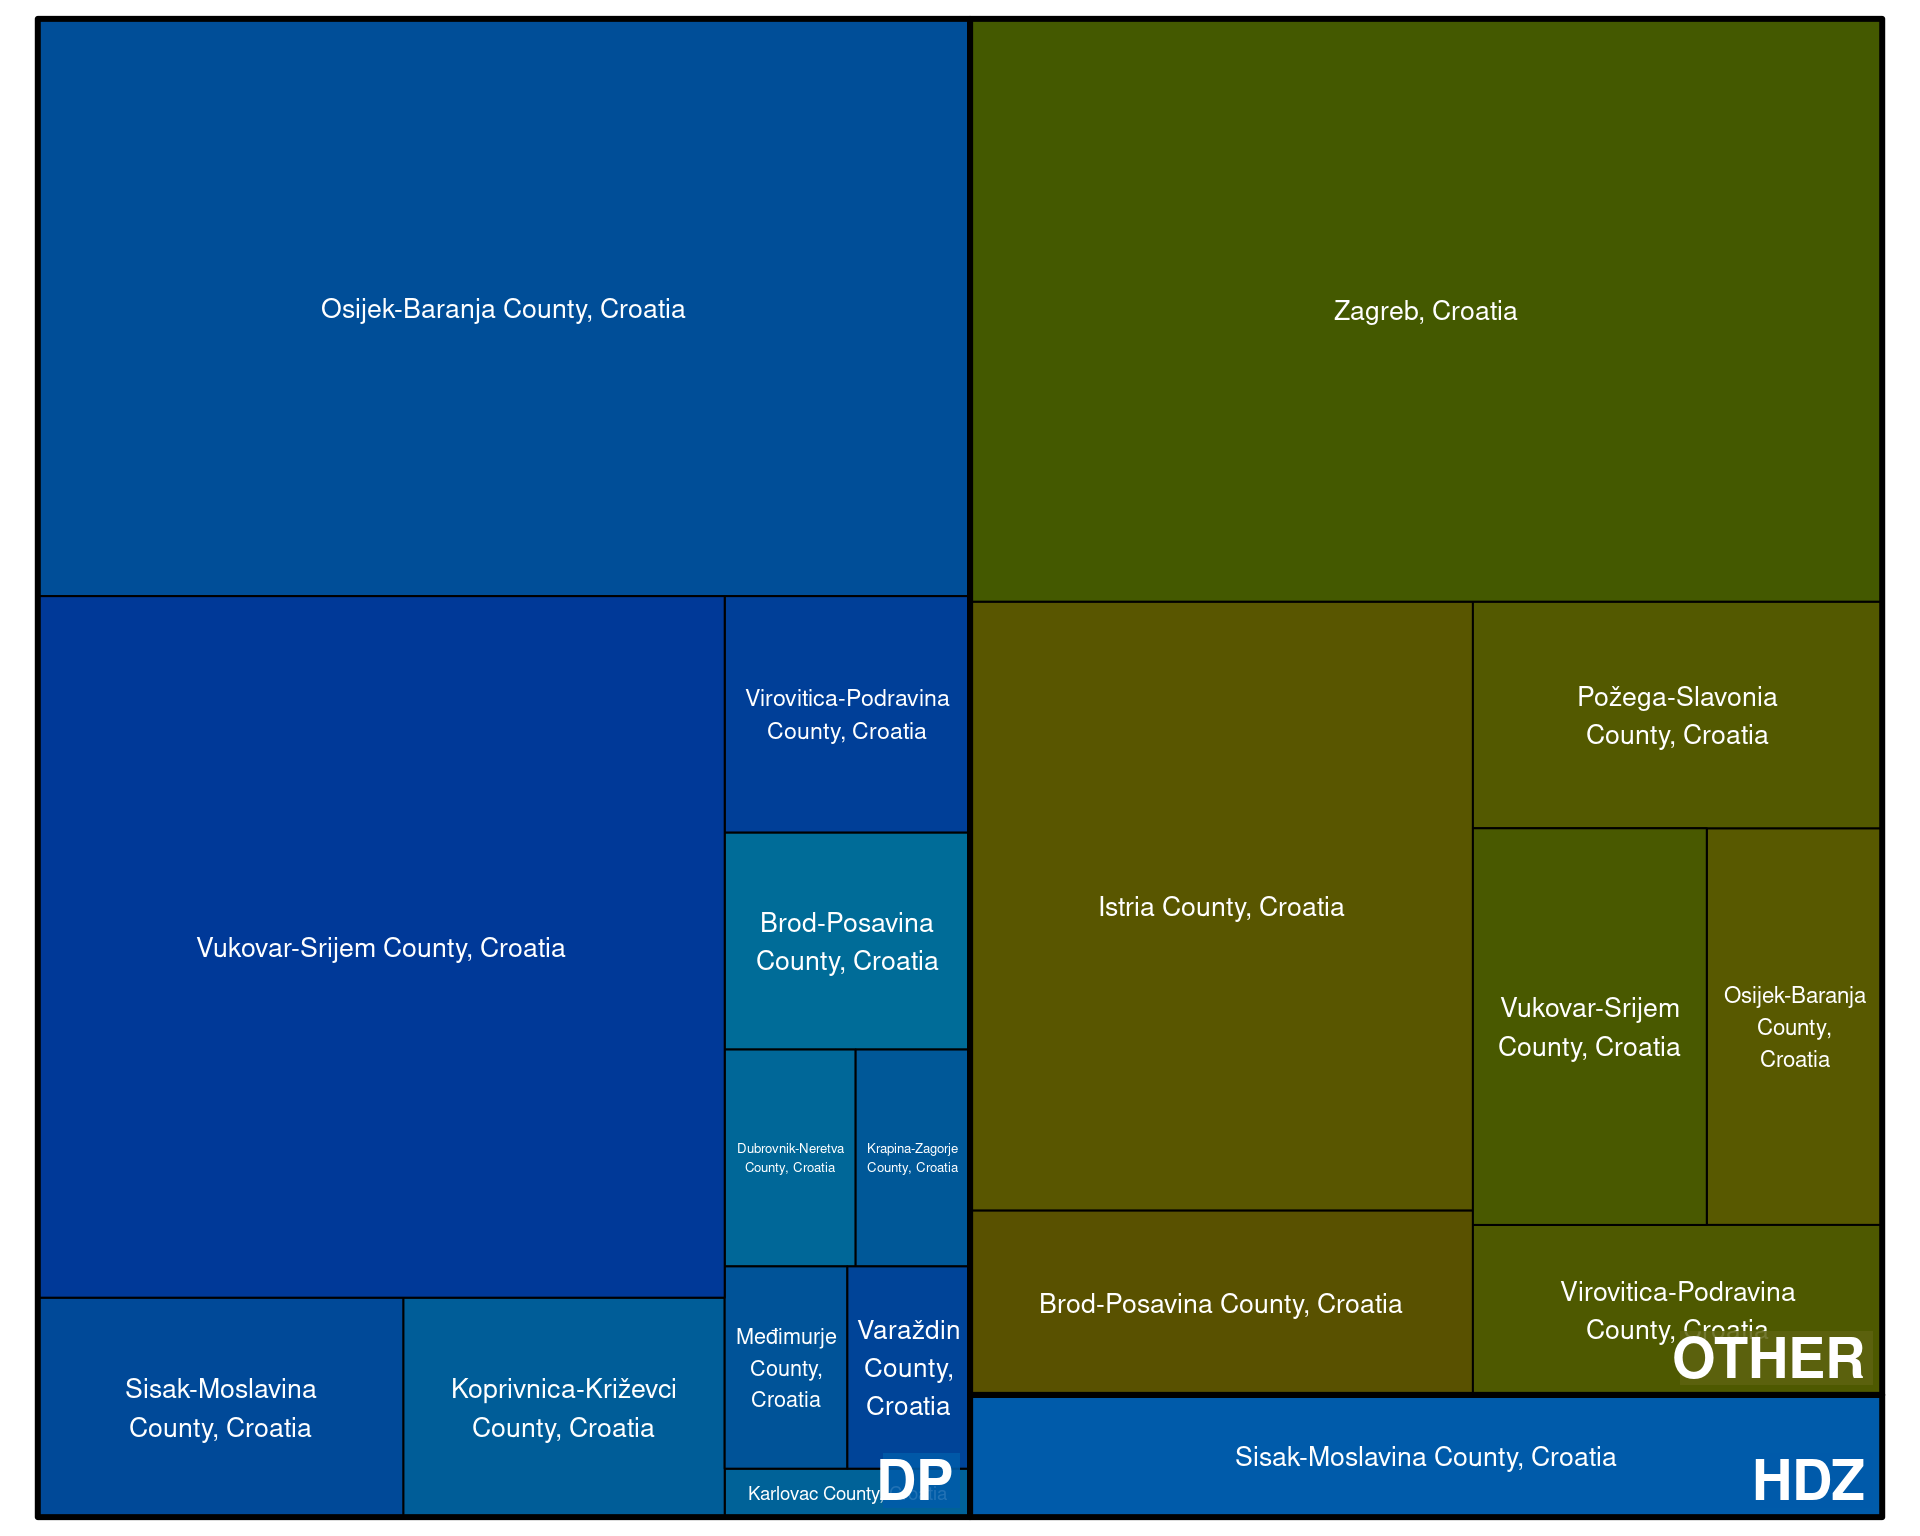 Osijek-Baranja County, Croatia
Vukovar-Srijem County, Croatia
Virovitica-Podravina
County, Croatia
Brod-Posavina
County, Croatia
Dubrovnik-Neretva
County, Croatia
Krapina-Zagorje
County, Croatia
Sisak-Moslavina
County, Croatia
Koprivnica-Križevci
County, Croatia
Međimurje
County,
Croatia
Varaždin
County,
Croatia
Karlovac County, Croatia
DP
Zagreb, Croatia
Istria County, Croatia
Požega-Slavonia
County, Croatia
Vukovar-Srijem
County, Croatia
Osijek-Baranja
County,
Croatia
Brod-Posavina County, Croatia
Virovitica-Podravina
County, Croatia
OTHER
Sisak-Moslavina County, Croatia
HDZ